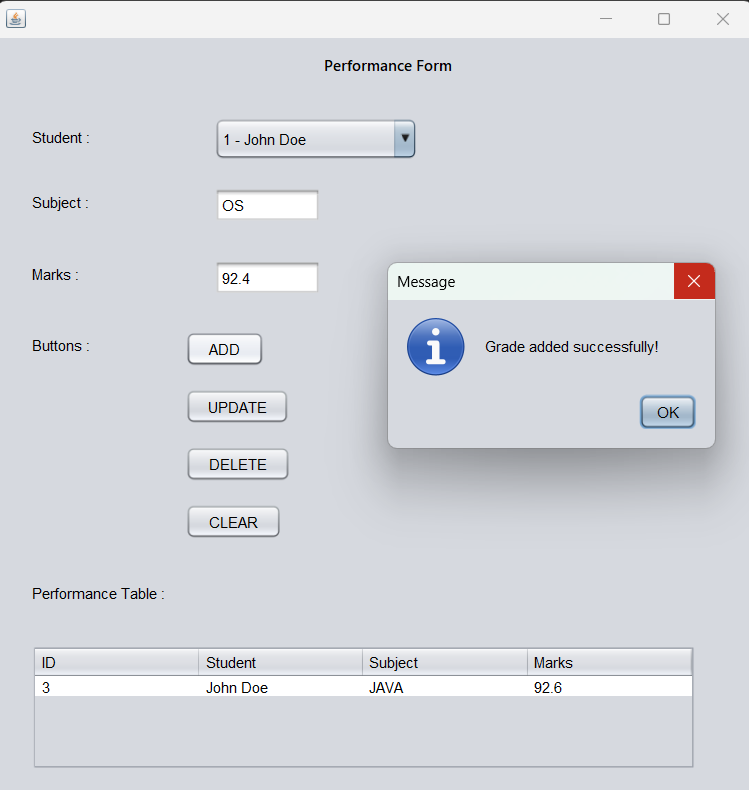 Performance Form
Student :
1 - John Doe
Subject :
OS
Marks :
92.4
Message
Grade added successfully!
OK
Buttons :
ADD
UPDATE
DELETE
CLEAR
Performance Table :
ID Student Subject Marks
3 John Doe JAVA 92.6